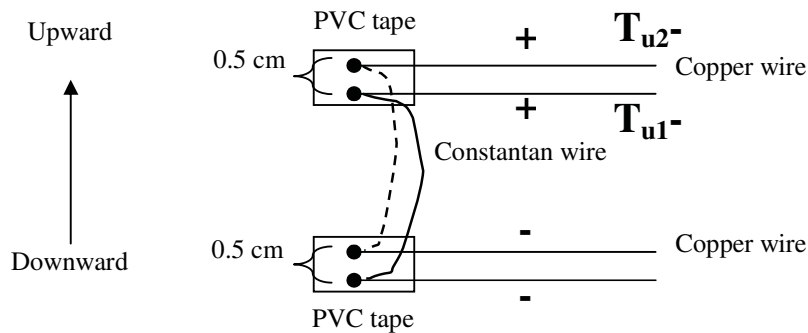 PVC tape
Upward
+
Tu2-
0.5 cm
Copper wire
+
Tu1-
Constantan wire
-
Copper wire
0.5 cm
Downward
-
PVC tape